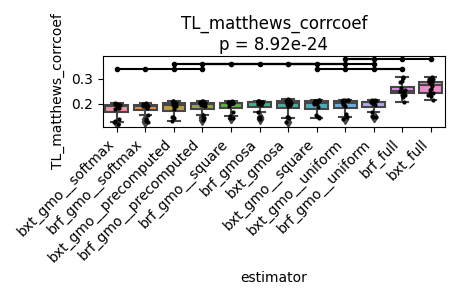 TL_matthews_corrcoef
p = 8.92e-24
TL_matthews_corrcoef
0.3
0.2
bxt_gmo__softmax
brf_gmo__softmax
bxt_gmo__precomputed
brf_gmo__precomputed
brf_gmo__square
brf_gmosa
bxt_gmosa
bxt_gmo__square
bxt_gmo__uniform
brf_gmo__uniform
brf_full
bxt_full
estimator